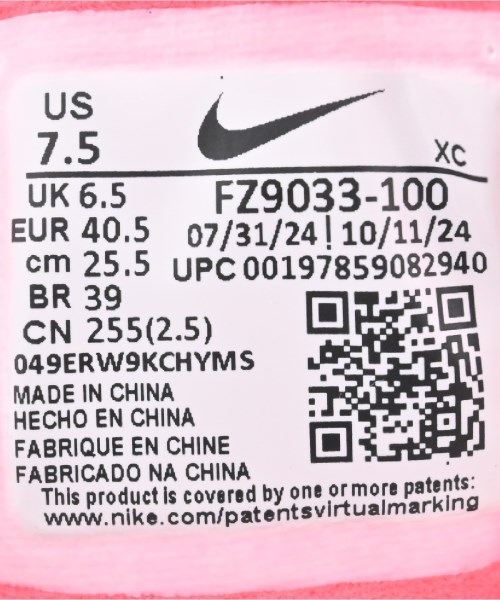 US
7.5
XC
UK 6.5
FZ9033-100
EUR 40.5
07/31/24 | 10/11/24
cm 25.5
UPC 00197859082940
BR 39
CN 255(2.5)
049ERW9KCHYMS
MADE IN CHINA
HECHO EN CHINA
FABRIQUE EN CHINE
FABRICADO NA CHINA
This product is covered by one or more patents:
www.nike.com/patentsvirtualmarking